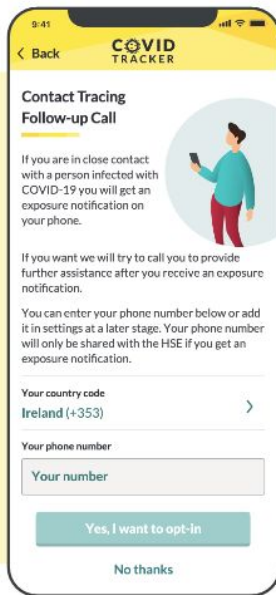 9:41
< Back
COVID
TRACKER
Contact Tracing
Follow-up Call
If you are in close contact
with a person infected with
COVID-19 you will get an
exposure notification on
your phone.
If you want we will try to call you to provide
further assistance after you receive an exposure
notification.
You can enter your phone number below or add
it in settings at a later stage. Your phone number
will only be shared with the HSE if you get an
exposure notification.
Your country code
Ireland (+353)
Your phone number
Your number
Yes, I want to opt-in
No thanks